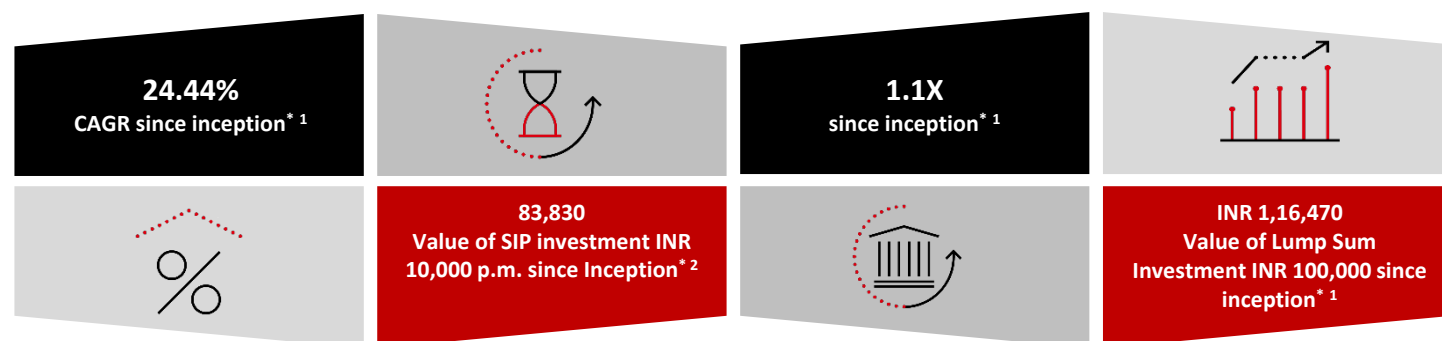 24.44%
CAGR since inception* 1
1.1X
since inception* 1
83,830
Value of SIP investment INR
10,000 p.m. since Inception* 2
INR 1,16,470
Value of Lump Sum
Investment INR 100,000 since
inception* 1